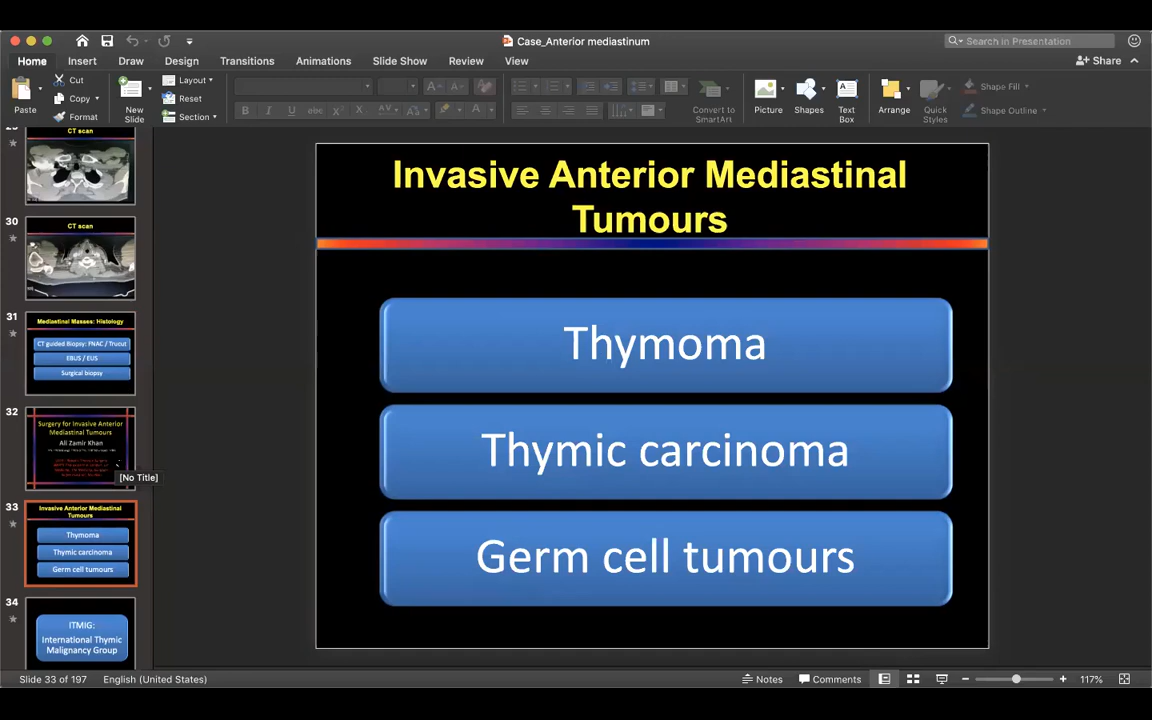 Case_Anterior mediastinum
Search in Presentation
Home
Insert
Draw
Design
Transitions
Animations
Slide Show
Review
View
Share
Paste
Cut
Copy
Format
New
Slide
Layout
Reset
Section
B
I
U
abc
Convert to
SmartArt
Picture
Shapes
Text
Box
Arrange
Quick
Styles
Shape Fill
Shape Outline
CT scan
30
CT scan
31
Mediastinal Masses: Histology
CT guided Biopsy: FNAC / Trucut
EBUS / EUS
Surgical biopsy
32
Surgery for Invasive Anterior
Mediastinal Tumours
Ali Zamir Khan
[No Title]
33
Invasive Anterior Mediastinal
Tumours
Thymoma
Thymic carcinoma
Germ cell tumours
34
ITMIG:
International Thymic
Malignancy Group
Invasive Anterior Mediastinal
Tumours
Thymoma
Thymic carcinoma
Germ cell tumours
Slide 33 of 197
English (United States)
Notes
Comments
117%